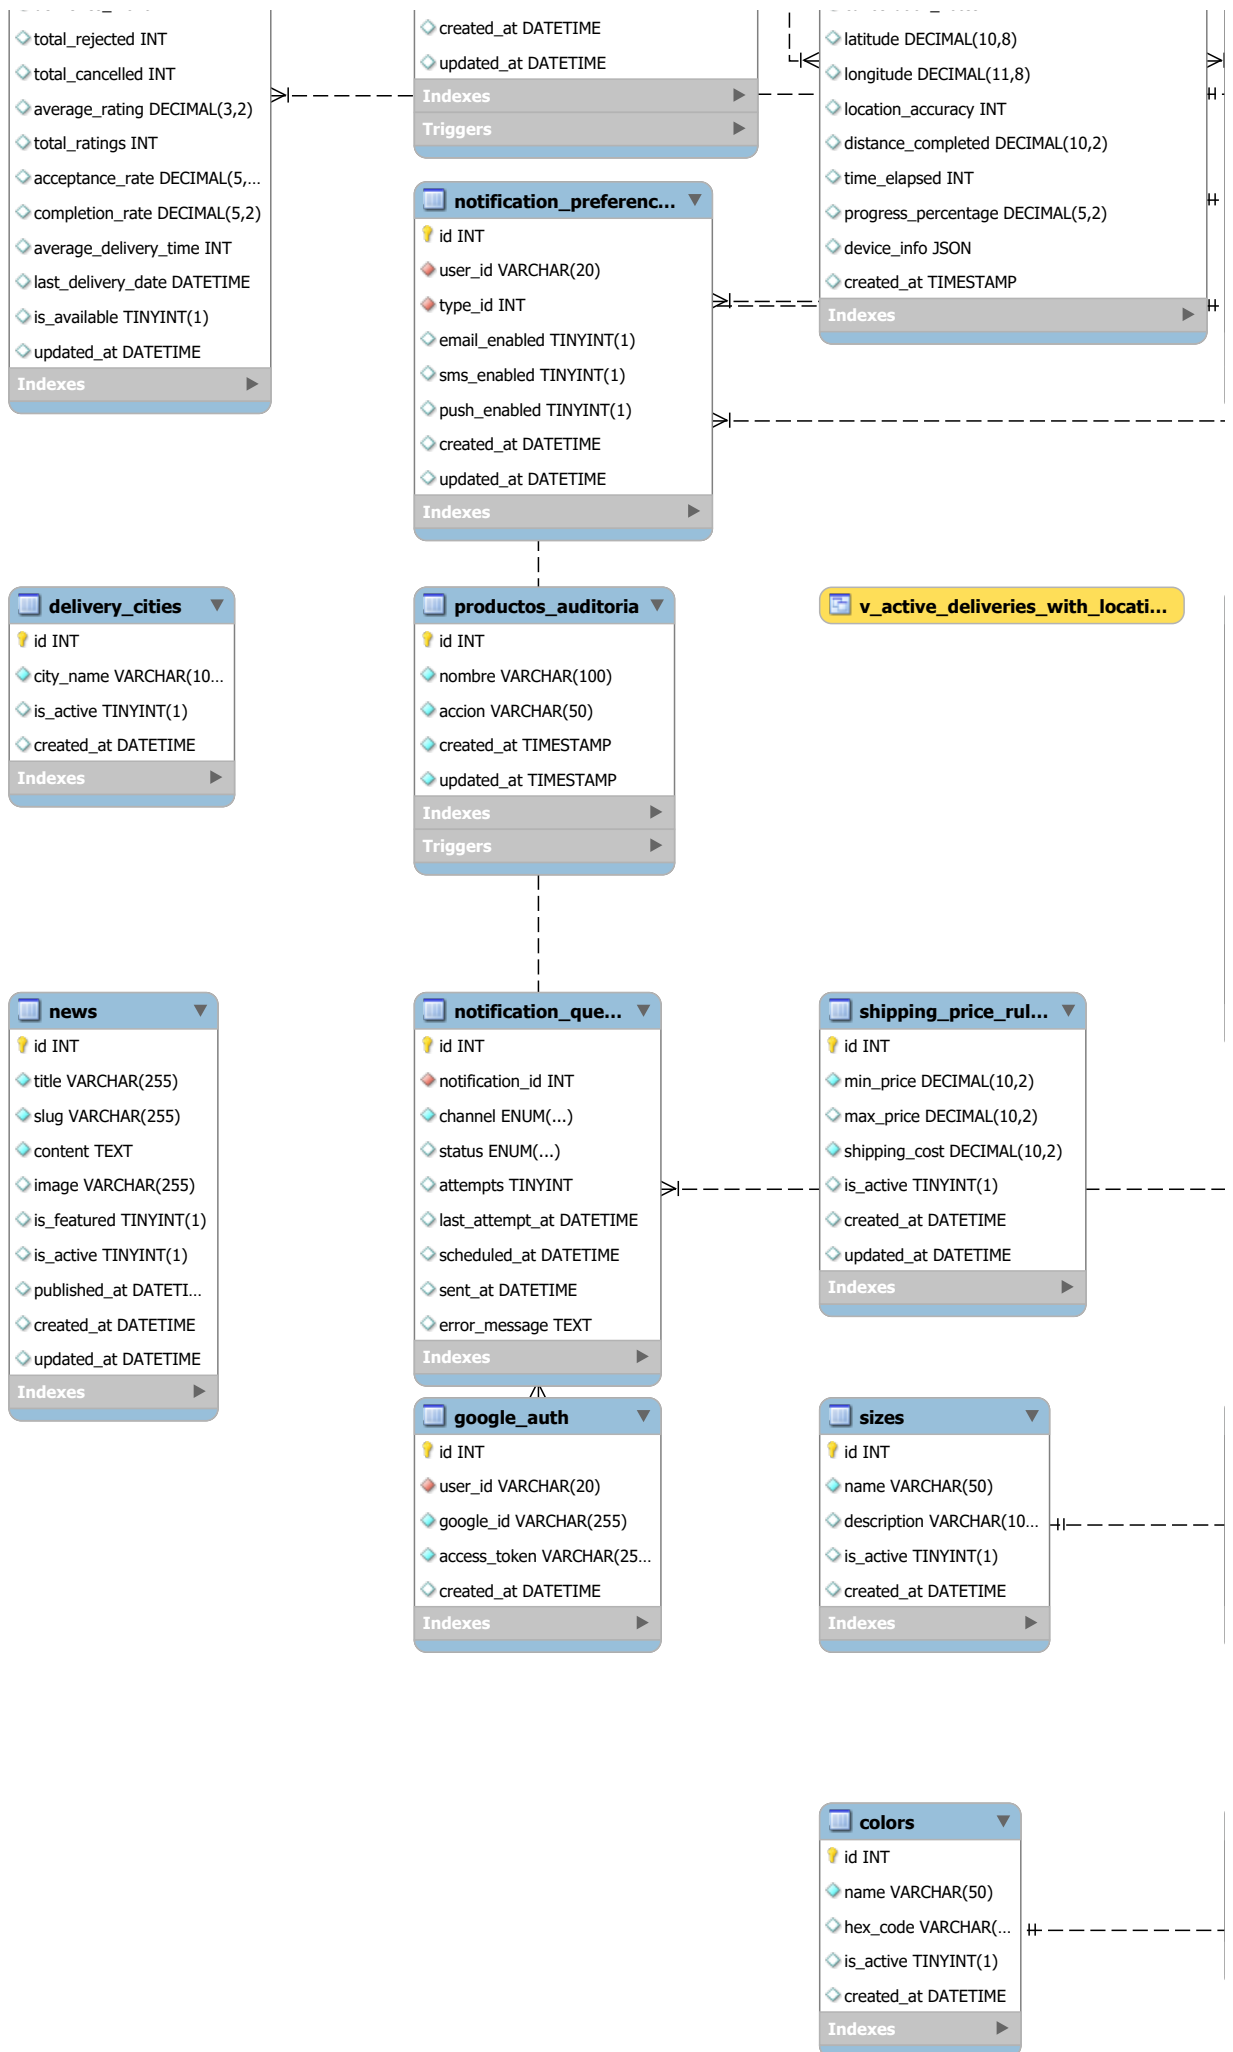 total_rejected INT
total_cancelled INT
average_rating DECIMAL(3,2)
total_ratings INT
acceptance_rate DECIMAL(5,...
completion_rate DECIMAL(5,2)
average_delivery_time INT
last_delivery_date DATETIME
is_available TINYINT(1)
updated_at DATETIME
Indexes
created_at DATETIME
updated_at DATETIME
Indexes
Triggers
latitude DECIMAL(10,8)
longitude DECIMAL(11,8)
location_accuracy INT
distance_completed DECIMAL(10,2)
time_elapsed INT
progress_percentage DECIMAL(5,2)
device_info JSON
created_at TIMESTAMP
Indexes
notification_preferenc...
id INT
user_id VARCHAR(20)
type_id INT
email_enabled TINYINT(1)
sms_enabled TINYINT(1)
push_enabled TINYINT(1)
created_at DATETIME
updated_at DATETIME
Indexes
delivery_cities
id INT
city_name VARCHAR(10...
is_active TINYINT(1)
created_at DATETIME
Indexes
productos_auditoria
id INT
nombre VARCHAR(100)
accion VARCHAR(50)
created_at TIMESTAMP
updated_at TIMESTAMP
Indexes
Triggers
v_active_deliveries_with_locati...
news
id INT
title VARCHAR(255)
slug VARCHAR(255)
content TEXT
image VARCHAR(255)
is_featured TINYINT(1)
is_active TINYINT(1)
published_at DATETI...
created_at DATETIME
updated_at DATETIME
Indexes
notification_que...
id INT
notification_id INT
channel ENUM(...)
status ENUM(...)
attempts TINYINT
last_attempt_at DATETIME
scheduled_at DATETIME
sent_at DATETIME
error_message TEXT
Indexes
shipping_price_rul...
id INT
min_price DECIMAL(10,2)
max_price DECIMAL(10,2)
shipping_cost DECIMAL(10,2)
is_active TINYINT(1)
created_at DATETIME
updated_at DATETIME
Indexes
google_auth
id INT
user_id VARCHAR(20)
google_id VARCHAR(255)
access_token VARCHAR(25...
created_at DATETIME
Indexes
sizes
id INT
name VARCHAR(50)
description VARCHAR(10...
is_active TINYINT(1)
created_at DATETIME
Indexes
colors
id INT
name VARCHAR(50)
hex_code VARCHAR(...
is_active TINYINT(1)
created_at DATETIME
Indexes